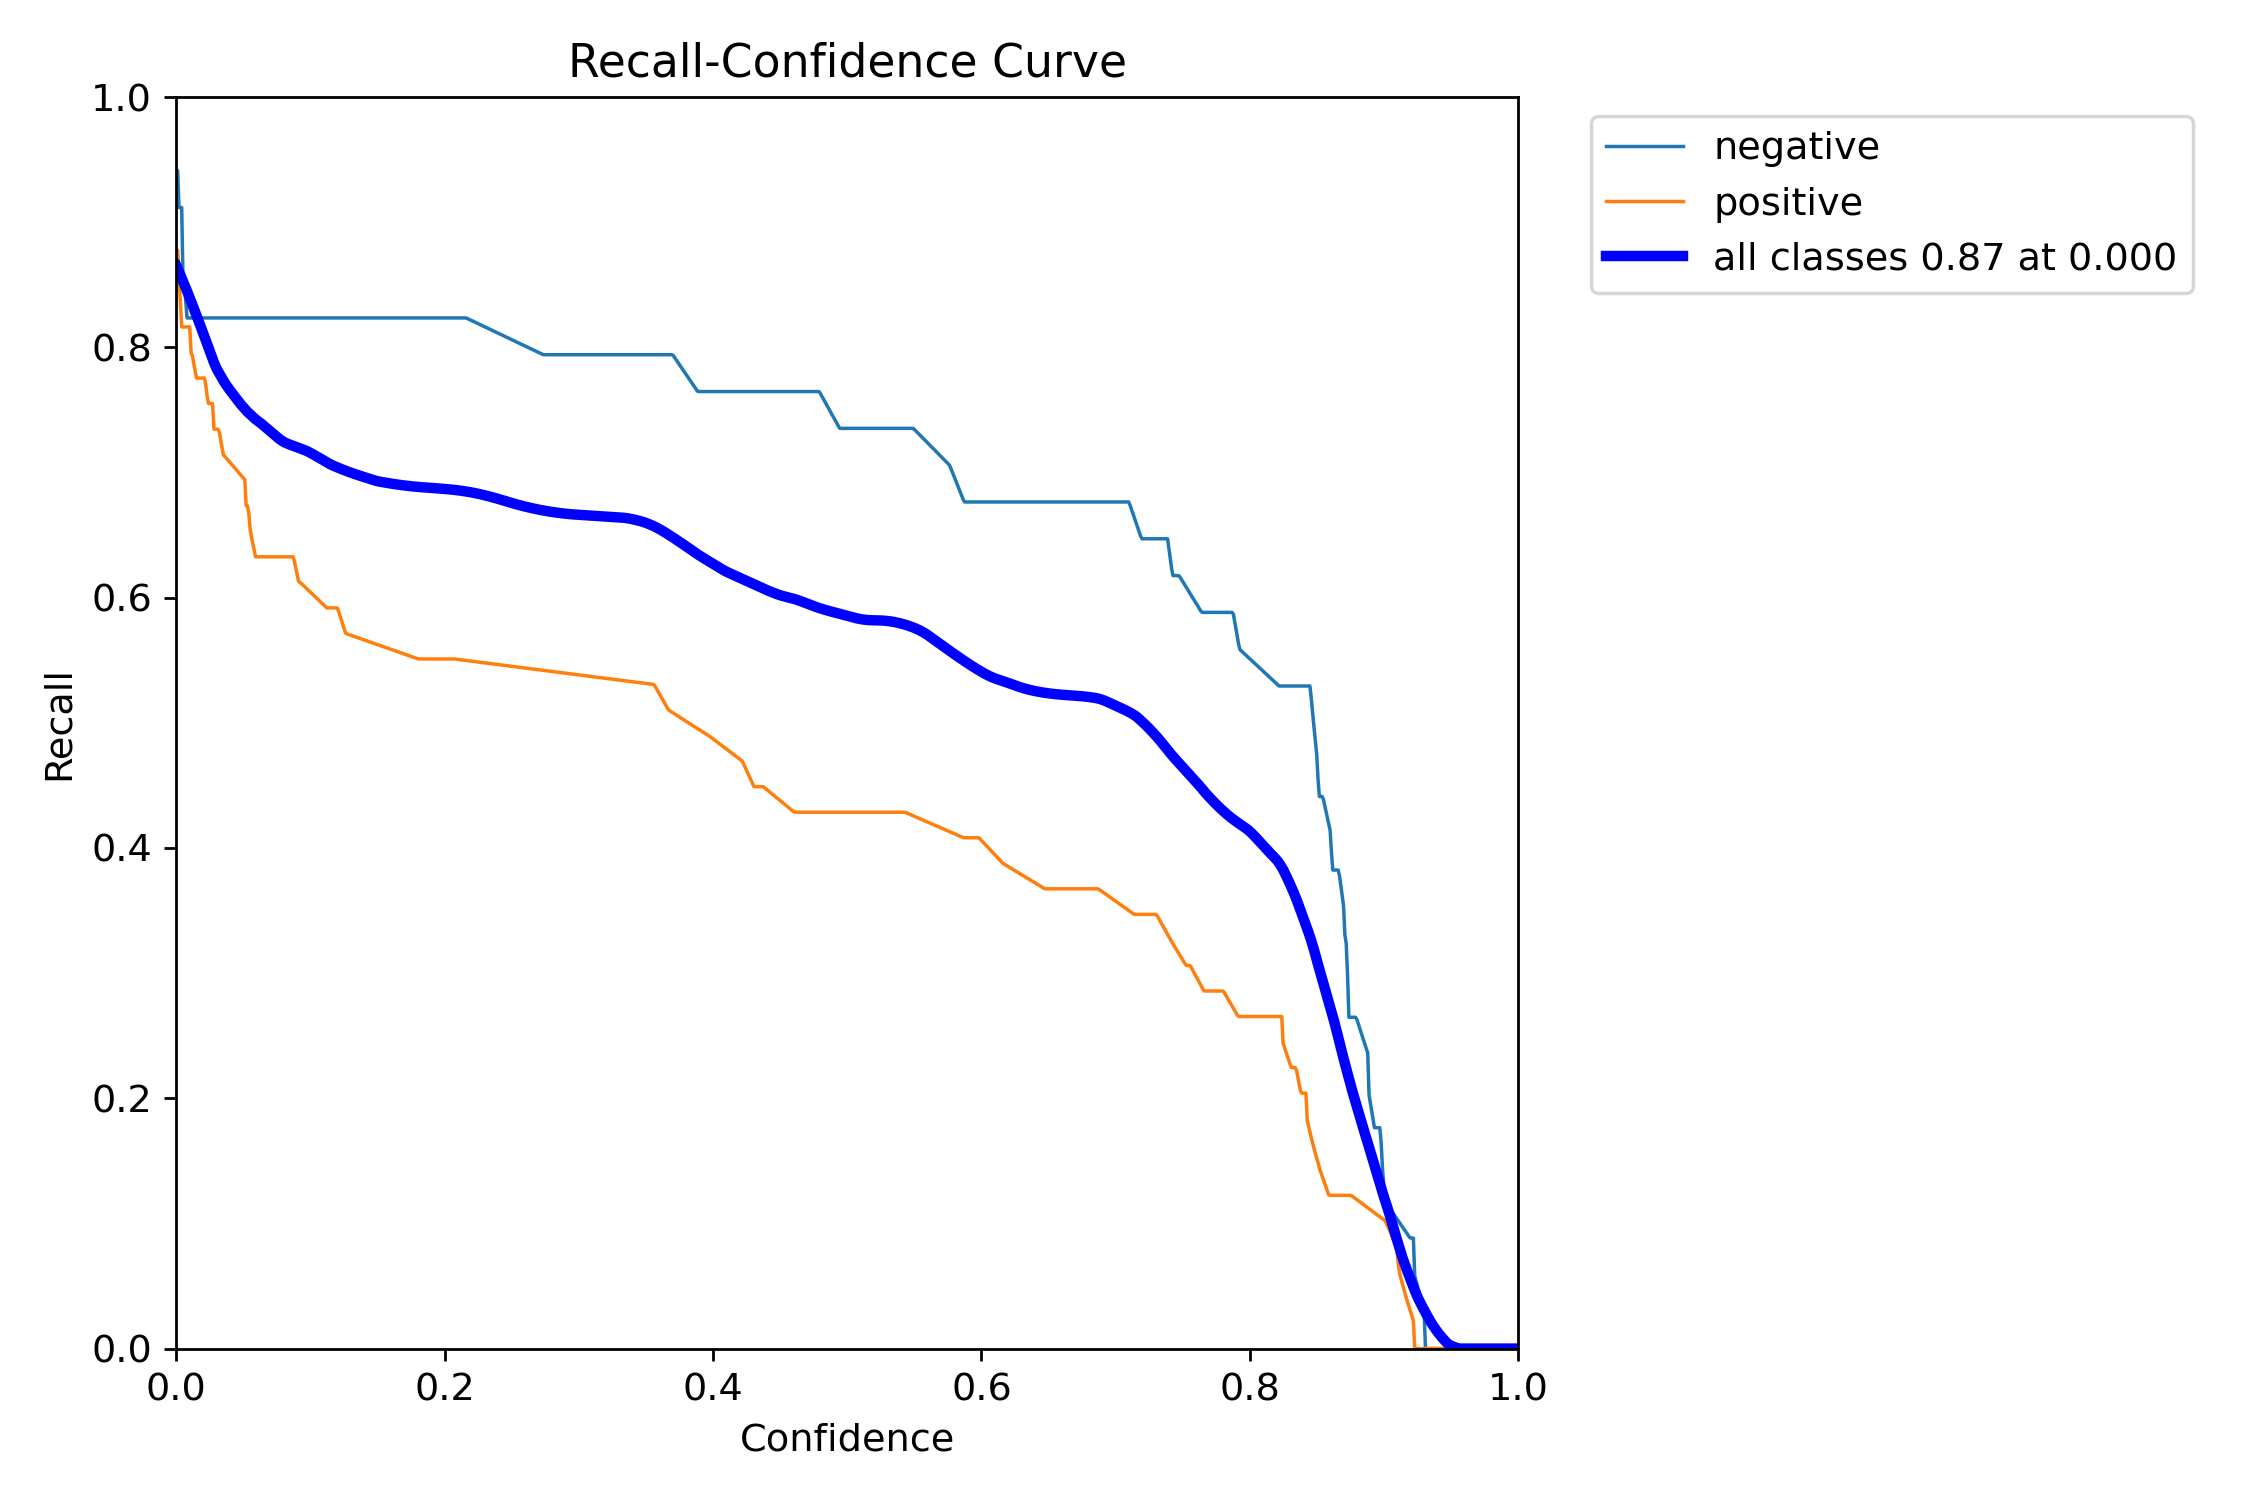 Recall-Confidence Curve
1.0
0.8
0.6
0.4
0.2
0.0
Recall
0.0 0.2 0.4 0.6 0.8 1.0
Confidence
negative
positive
all classes 0.87 at 0.000